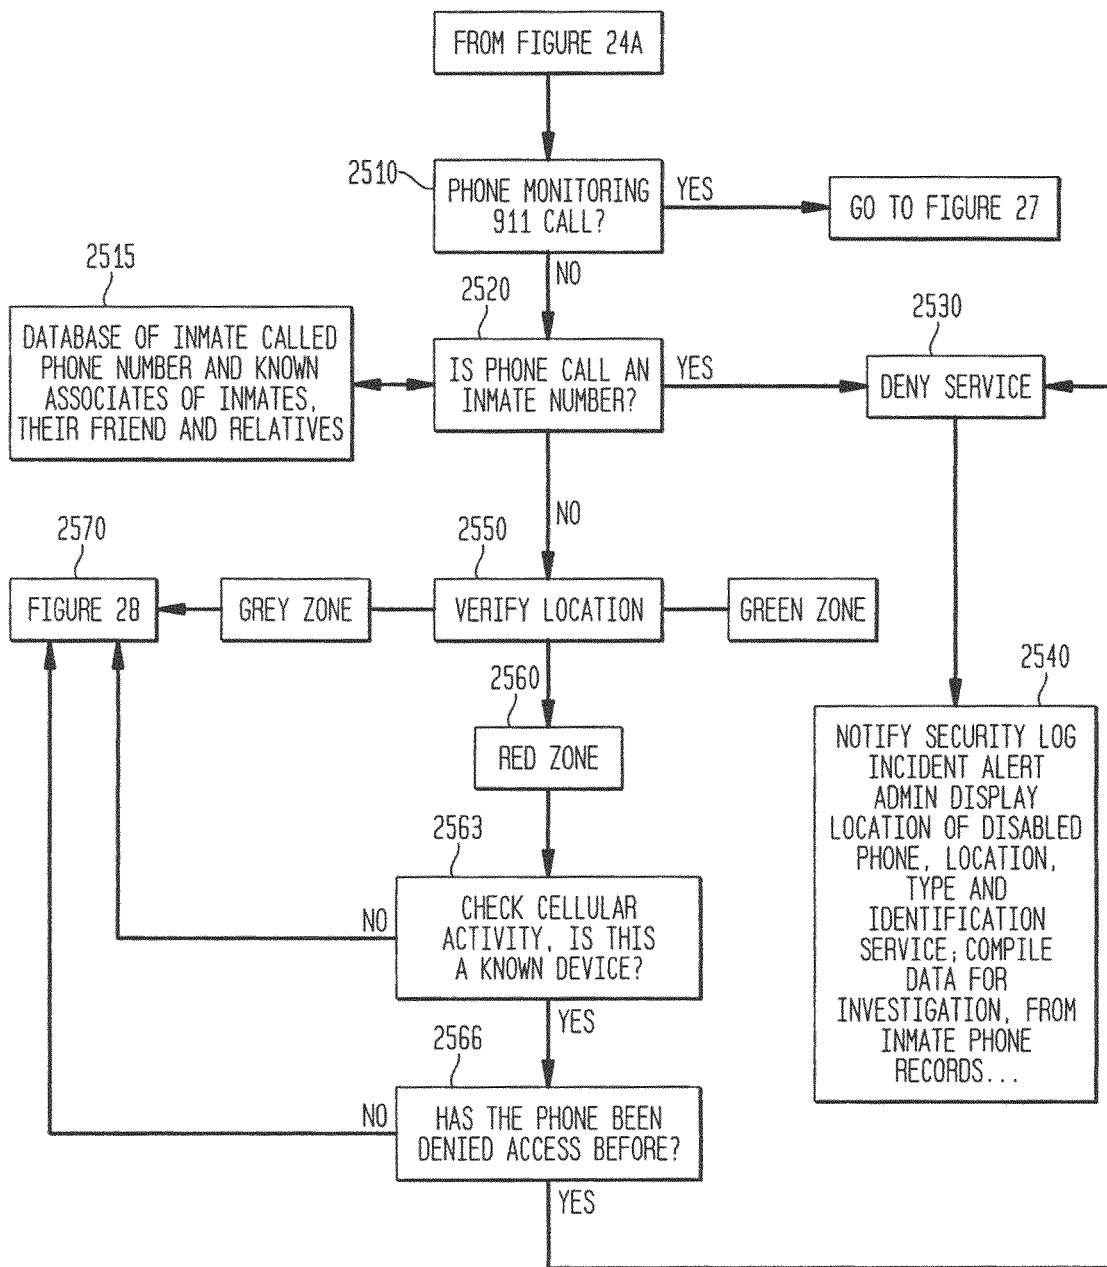 FROM FIGURE 24A
2510
PHONE MONITORING
911 CALL?
YES
GO TO FIGURE 27
NO
2515
DATABASE OF INMATE CALLED
PHONE NUMBER AND KNOWN
ASSOCIATES OF INMATES,
THEIR FRIEND AND RELATIVES
2520
IS PHONE CALL AN
INMATE NUMBER?
YES
2530
DENY SERVICE
NO
2570
FIGURE 28
GREY ZONE
2550
VERIFY LOCATION
GREEN ZONE
2560
RED ZONE
2540
NOTIFY SECURITY LOG
INCIDENT ALERT
ADMIN DISPLAY
LOCATION OF DISABLED
PHONE, LOCATION,
TYPE AND
IDENTIFICATION
SERVICE; COMPILE
DATA FOR
INVESTIGATION, FROM
INMATE PHONE
RECORDS...
2563
CHECK CELLULAR
ACTIVITY, IS THIS
A KNOWN DEVICE?
NO
YES
2566
HAS THE PHONE BEEN
DENIED ACCESS BEFORE?
NO
YES